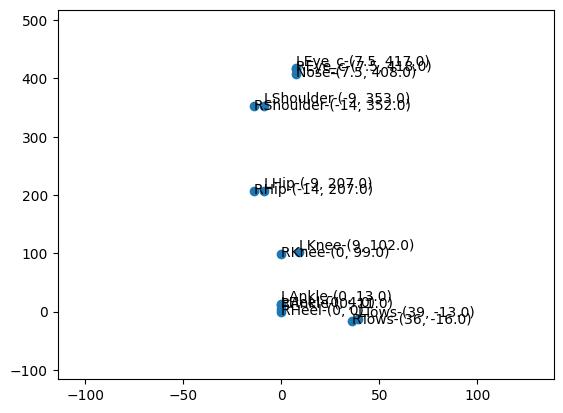 500
400
300
200
100
0
-100
LEye_c-(7.5, 417.0)
REye_c-(7.5, 418.0)
Nose-(7.5, 408.0)
LShoulder-(-9, 353.0)
RShoulder-(-14, 352.0)
LHip-(-9, 207.0)
RHip-(-14, 207.0)
LKnee-(9, 102.0)
RKnee-(0, 99.0)
LAnkle-(0, 13.0)
RHeel-(0, 0)
-(39, -13.0)
-(36, -16.0)
-100
-50
0
50
100